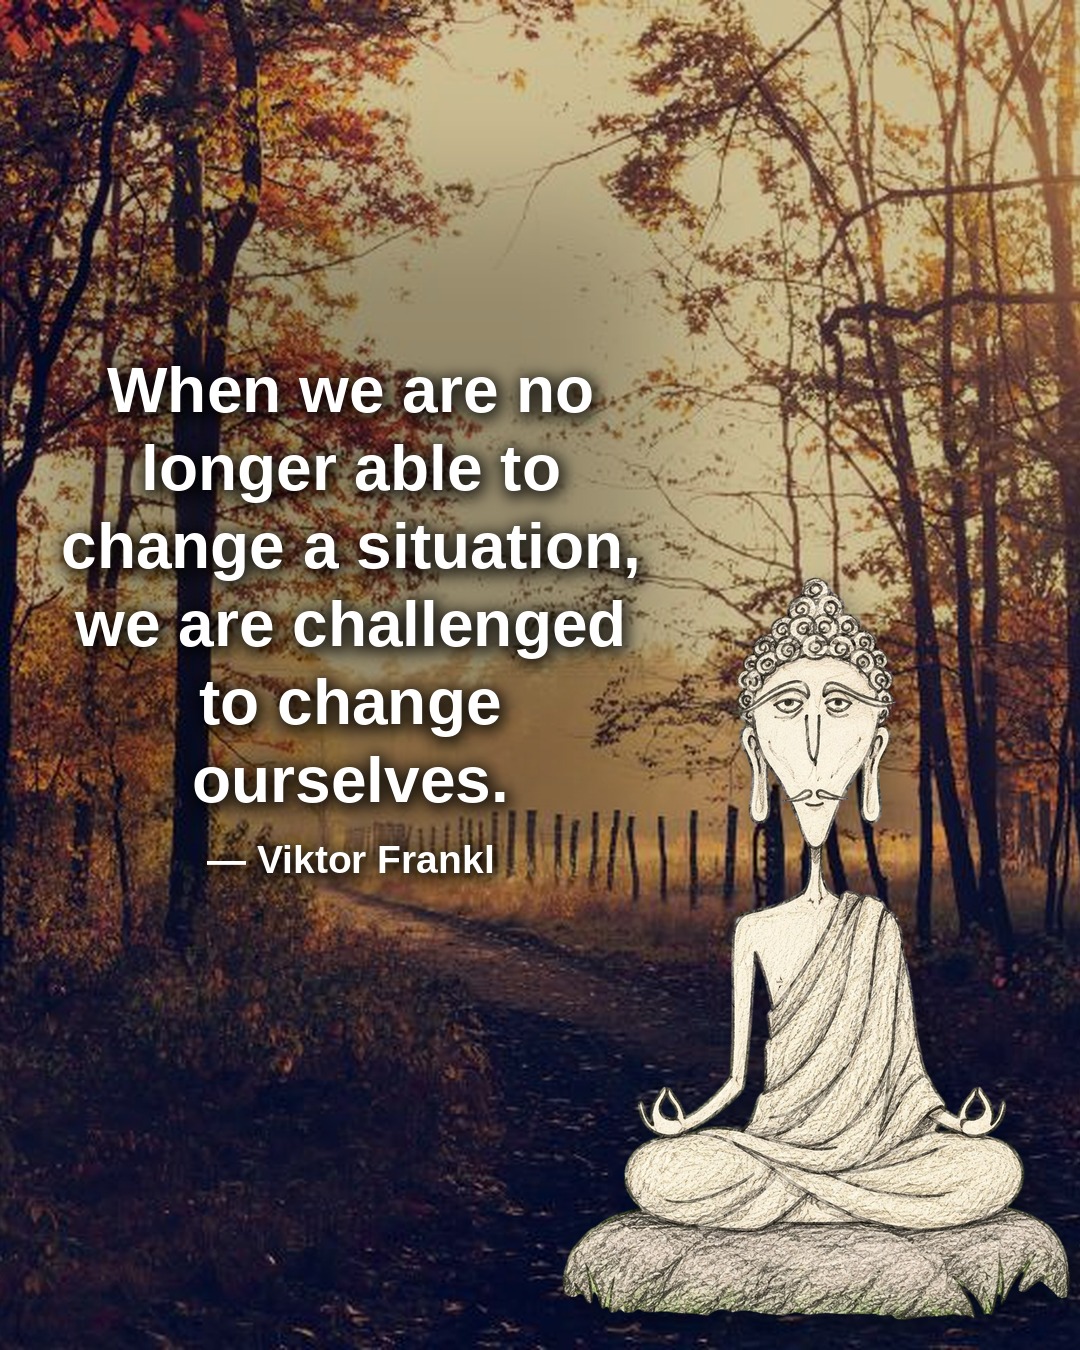 When we are no
longer able to
change a situation,
we are challenged
to change
ourselves.
— Viktor Frankl